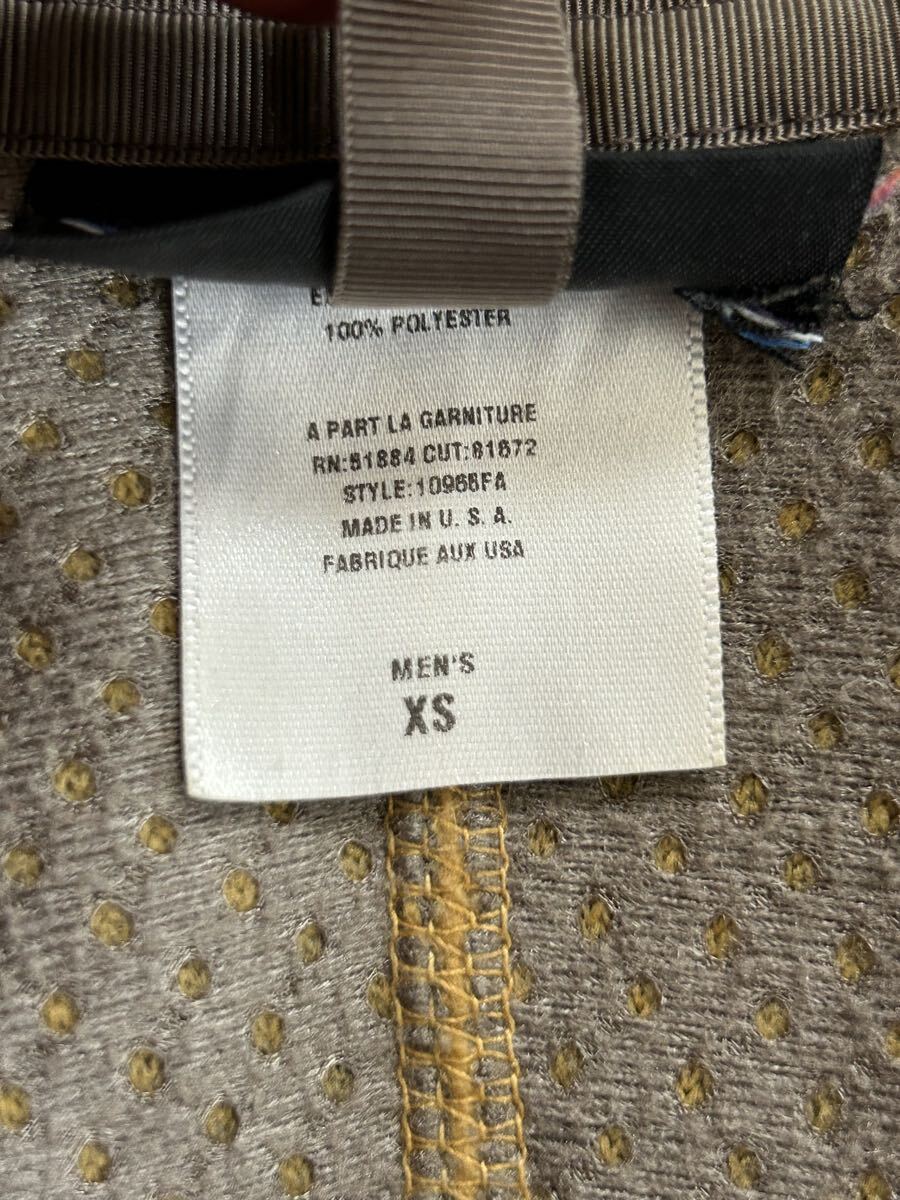 100% POLYESTER
A PART LA GARNITURE
RN:51884 CUT:81672
STYLE:10966FA
MADE IN U. S. A.
FABRIQUE AUX USA
MEN'S
XS